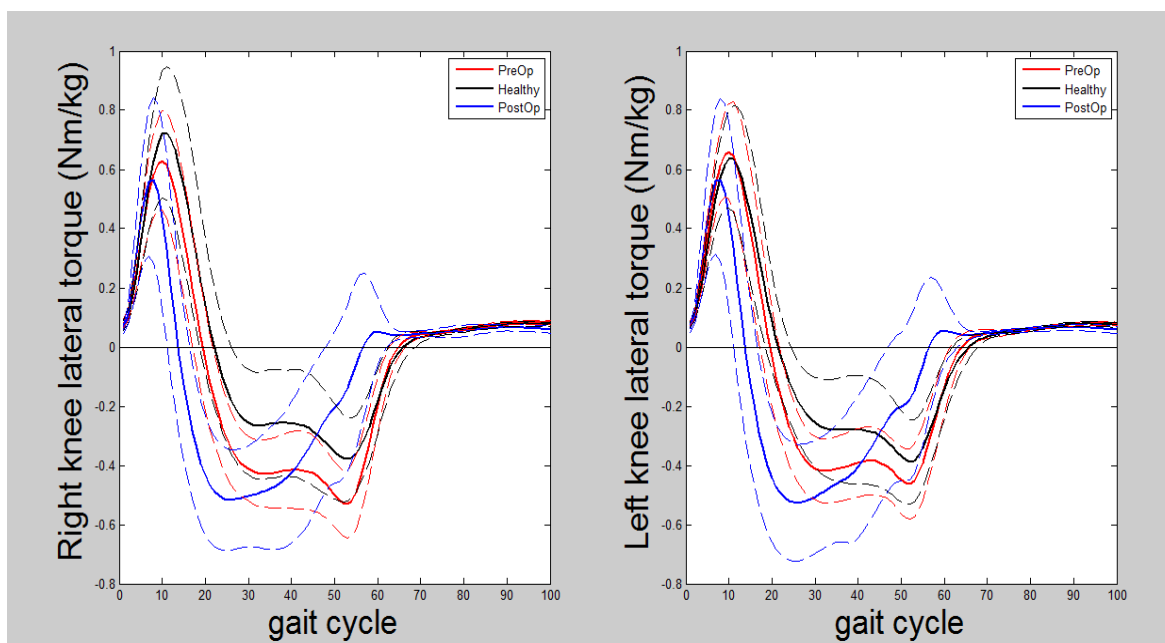 Right knee lateral torque (Nm/kg)
1
0.8
0.6
0.4
0.2
0
-0.2
-0.4
-0.6
-0.8
0 10 20 30 40 50 60 70 80 90 100
gait cycle
PreOp
Healthy
PostOp
Left knee lateral torque (Nm/kg)
1
0.8
0.6
0.4
0.2
0
-0.2
-0.4
-0.6
-0.8
0 10 20 30 40 50 60 70 80 90 100
gait cycle
PreOp
Healthy
PostOp